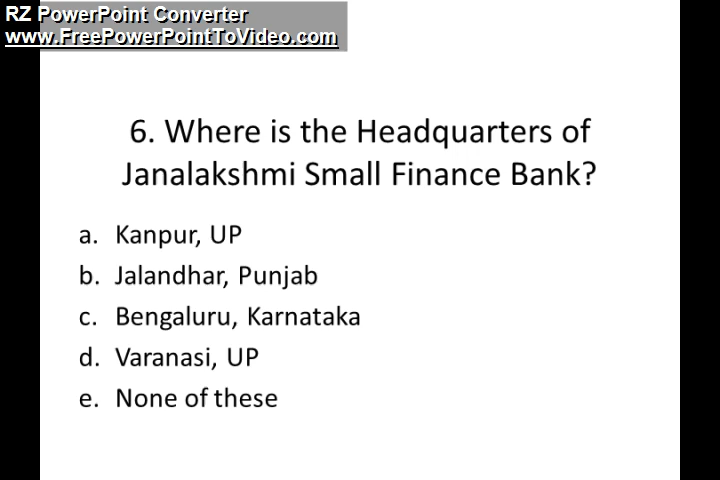 RZ PowerPoint Converter
www.FreePowerPointToVideo.com
6. Where is the Headquarters of
Janalakshmi Small Finance Bank?
a. Kanpur, UP
b. Jalandhar, Punjab
c. Bengaluru, Karnataka
d. Varanasi, UP
e. None of these